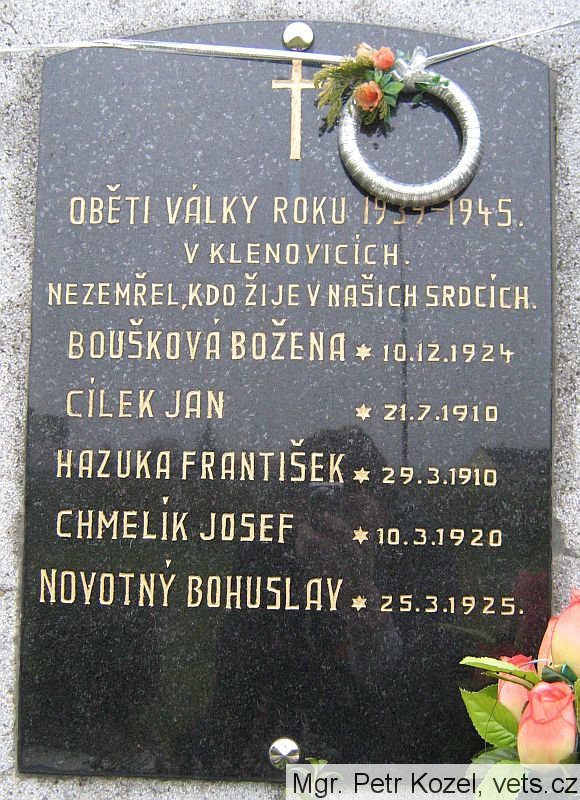 OBĚTI VÁLKY ROKU 1939-1945.
V KLENOVICÍCH.
NEZEMŘEL, KDO ŽIJE V NAŠICH SRDCÍCH.
BOUŠKOVÁ BOŽENA ✶ 10.12.1924
CÍLEK JAN ✶ 21.7.1910
HAZUKA FRANTIŠEK ✶ 29.3.1910
CHMELÍK JOSEF ✶ 10.3.1920
NOVOTNÝ BOHUSLAV ✶ 25.3.1925.
Mgr. Petr Kozel, vets.cz